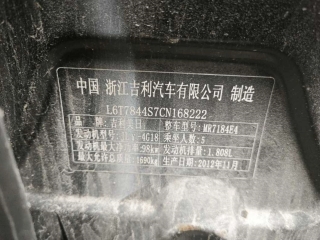 中国 浙江吉利汽车有限公司 制造
L6T7844S7CN168222
品牌:吉利美日 轿车型号:MR7184E4
发动机型号:JL-4G18 乘坐人数:5
发动机最大净功率:98kw 发动机排量:1.808L
最大允许总质量:1690kg 生产日期:2012年11月